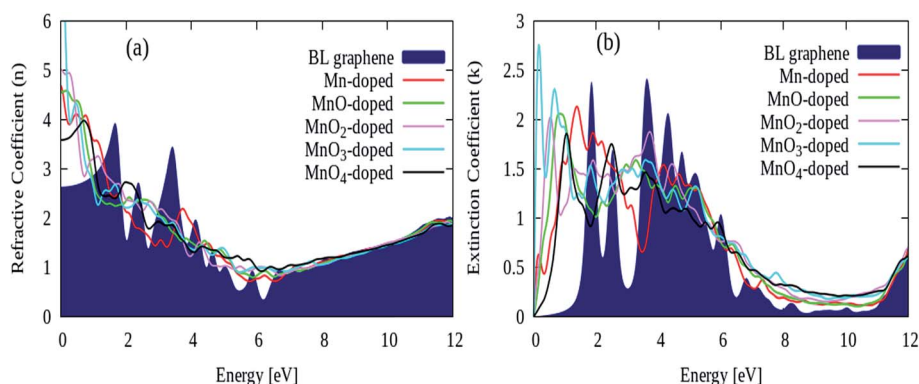 6
5
4
3
2
1
0
0 2 4 6 8 10 12
Refractive Coefficient (n)
Energy [eV]
(a)
BL graphene
Mn-doped
MnO-doped
MnO₂-doped
MnO₃-doped
MnO₄-doped
3
2.5
2
1.5
1
0.5
0
0 2 4 6 8 10 12
Extinction Coefficient (k)
Energy [eV]
(b)
BL graphene
Mn-doped
MnO-doped
MnO₂-doped
MnO₃-doped
MnO₄-doped